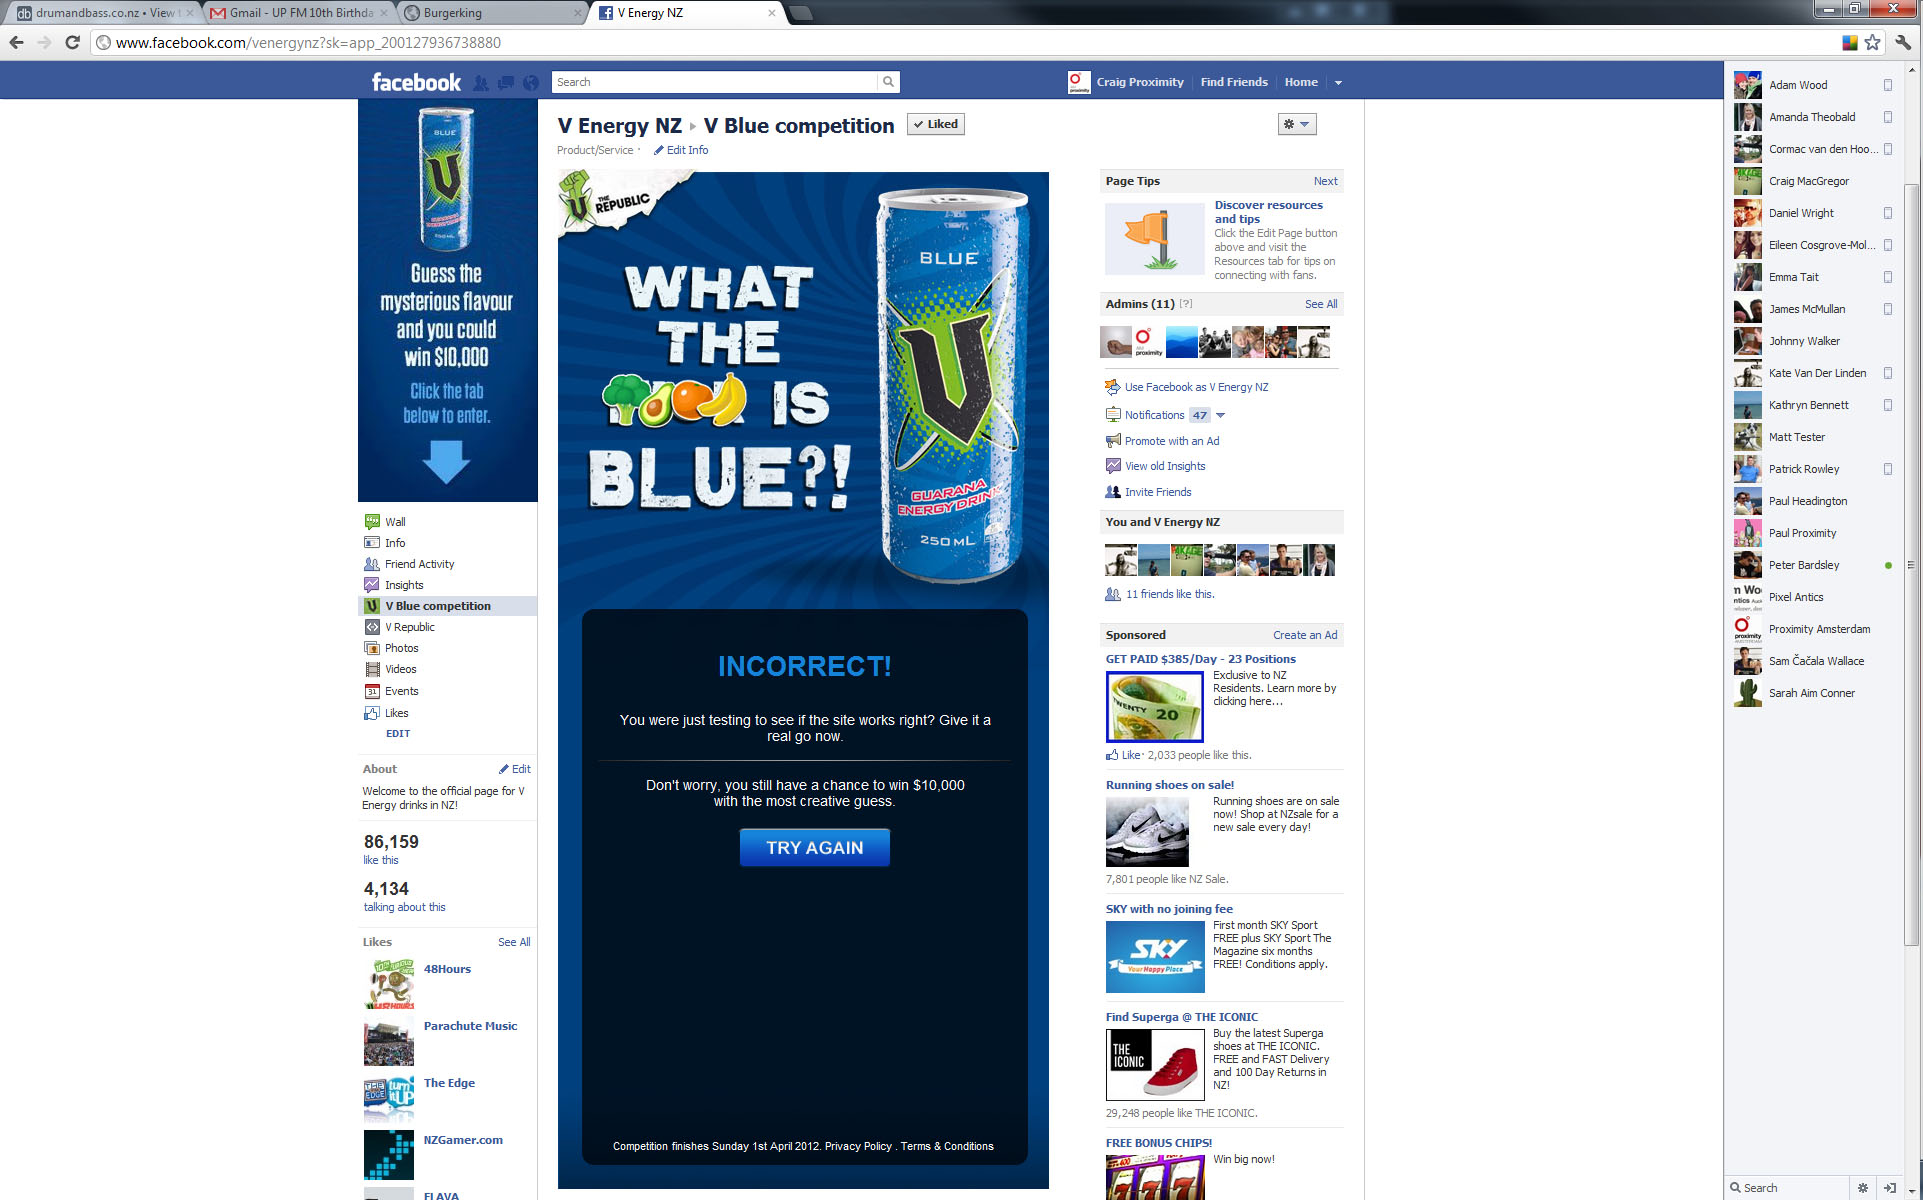 drumandbass.co.nz • View t
Gmail - UP FM 10th Birthda
Burgerking
V Energy NZ
www.facebook.com/venergynz?sk=app_200127936738880
facebook
Search
Craig Proximity
Find Friends
Home
BLUE
V
GUARANA
ENERGY DRINK
250 ML
Guess the
mysterious flavour
and you could
win $10,000
Click the tab
below to enter.
Wall
Info
Friend Activity
Insights
V Blue competition
V Republic
Photos
Videos
31 Events
Likes
EDIT
About
Edit
Welcome to the official page for V
Energy drinks in NZ!
86,159
like this
4,134
talking about this
Likes
See All
48Hours
Parachute Music
The Edge
NZGamer.com
FLAVA
V Energy NZ ▸ V Blue competition
Liked
Product/Service ·
Edit Info
THE
REPUBLIC
WHAT
THE
IS
BLUE?!
BLUE
V
GUARANA
ENERGY DRINK
250 ML
INCORRECT!
You were just testing to see if the site works right? Give it a
real go now.
Don't worry, you still have a chance to win $10,000
with the most creative guess.
TRY AGAIN
Competition finishes Sunday 1st April 2012. Privacy Policy . Terms & Conditions
Page Tips
Next
Discover resources
and tips
Click the Edit Page button
above and visit the
Resources tab for tips on
connecting with fans.
Admins (11) [?]
See All
proximity
Use Facebook as V Energy NZ
Notifications 47
Promote with an Ad
View old Insights
Invite Friends
You and V Energy NZ
11 friends like this.
Sponsored
Create an Ad
GET PAID $385/Day - 23 Positions
TWENTY 20
Exclusive to NZ
Residents. Learn more by
clicking here...
Like · 2,033 people like this.
Running shoes on sale!
Running shoes are on sale
now! Shop at NZsale for a
new sale every day!
7,801 people like NZ Sale.
SKY with no joining fee
SKY
Your Happy Place
First month SKY Sport
FREE plus SKY Sport The
Magazine six months
FREE! Conditions apply.
Find Superga @ THE ICONIC
THE
ICONIC
Buy the latest Superga
shoes at THE ICONIC.
FREE and FAST Delivery
and 100 Day Returns in
NZ!
29,248 people like THE ICONIC.
FREE BONUS CHIPS!
Win big now!
Adam Wood
Amanda Theobald
Cormac van den Hoo...
Craig MacGregor
Daniel Wright
Eileen Cosgrove-Mol...
Emma Tait
James McMullan
Johnny Walker
Kate Van Der Linden
Kathryn Bennett
Matt Tester
Patrick Rowley
Paul Headington
Paul Proximity
Peter Bardsley
Pixel Antics
Proximity Amsterdam
Sam Čačala Wallace
Sarah Aim Conner
Search